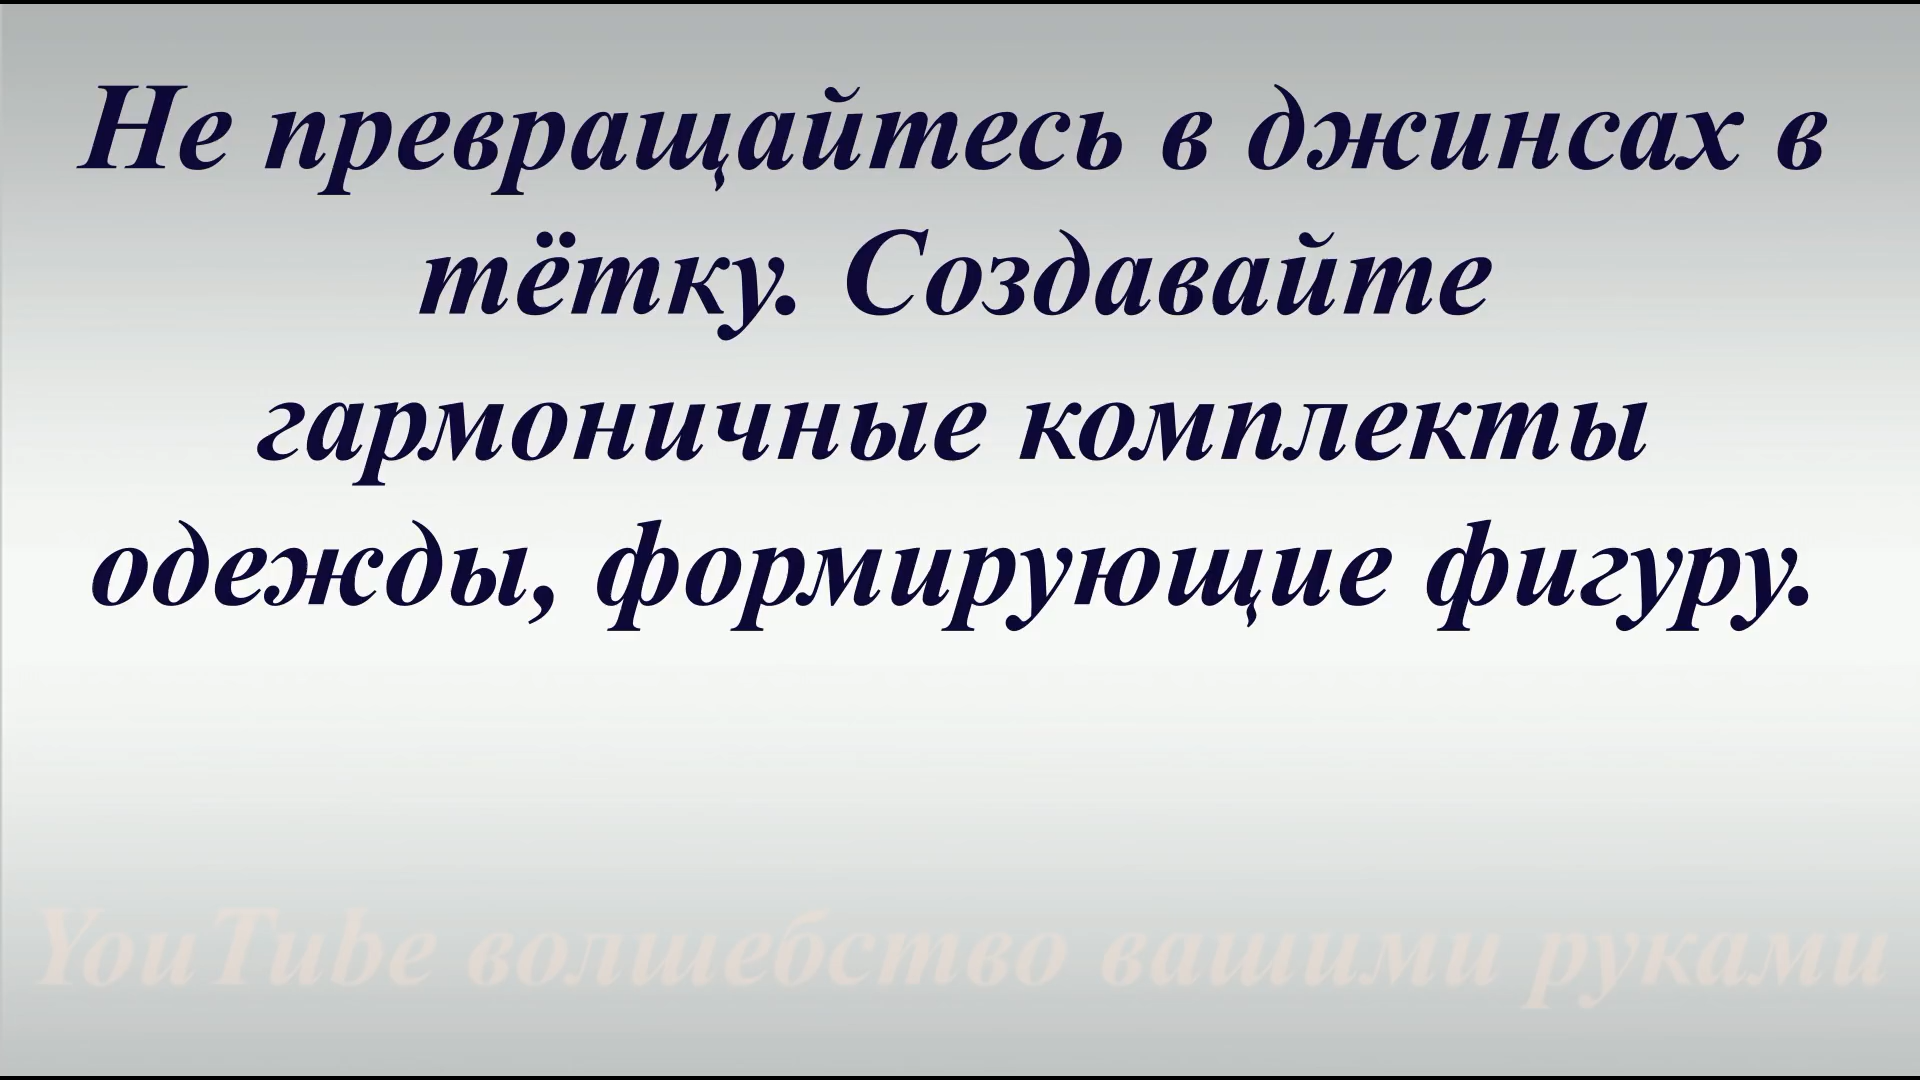 Не превращайтесь в джинсах в
тётку. Создавайте
гармоничные комплекты
одежды, формирующие фигуру.
YouTube волшебство вашими руками